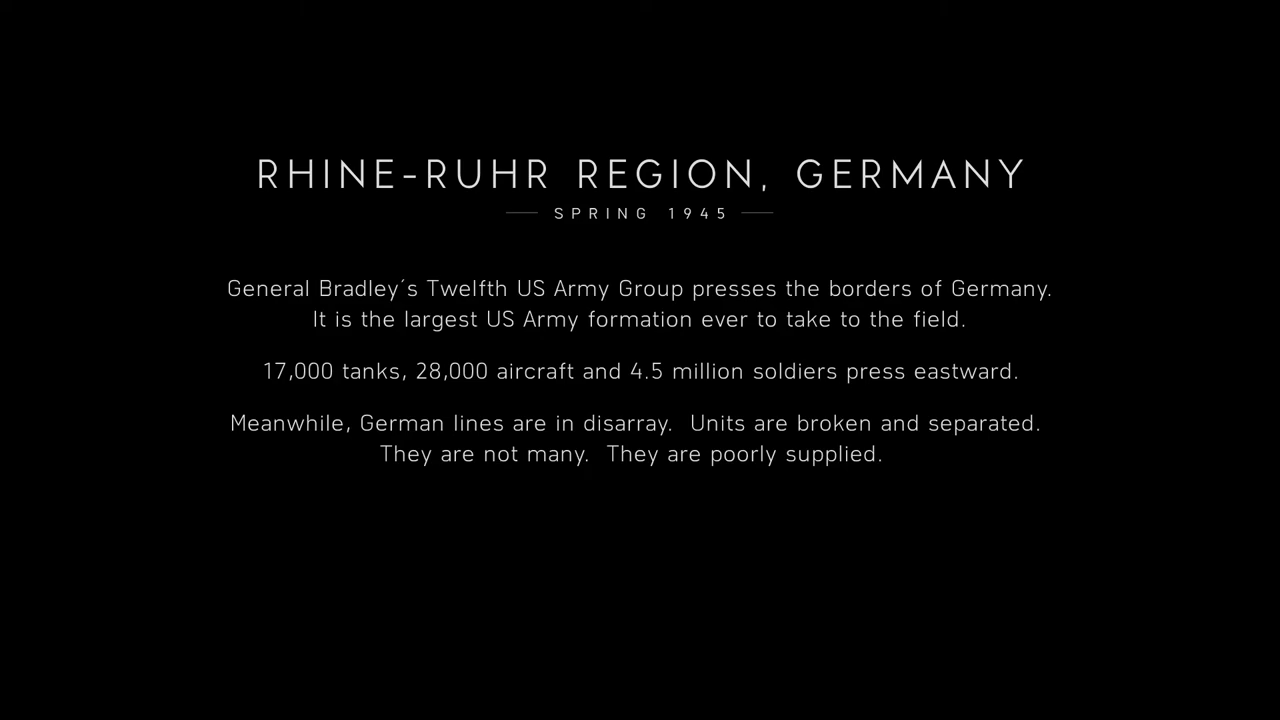 RHINE-RUHR REGION, GERMANY
SPRING 1945
General Bradley´s Twelfth US Army Group presses the borders of Germany.
It is the largest US Army formation ever to take to the field.
17,000 tanks, 28,000 aircraft and 4.5 million soldiers press eastward.
Meanwhile, German lines are in disarray.  Units are broken and separated.
They are not many.  They are poorly supplied.